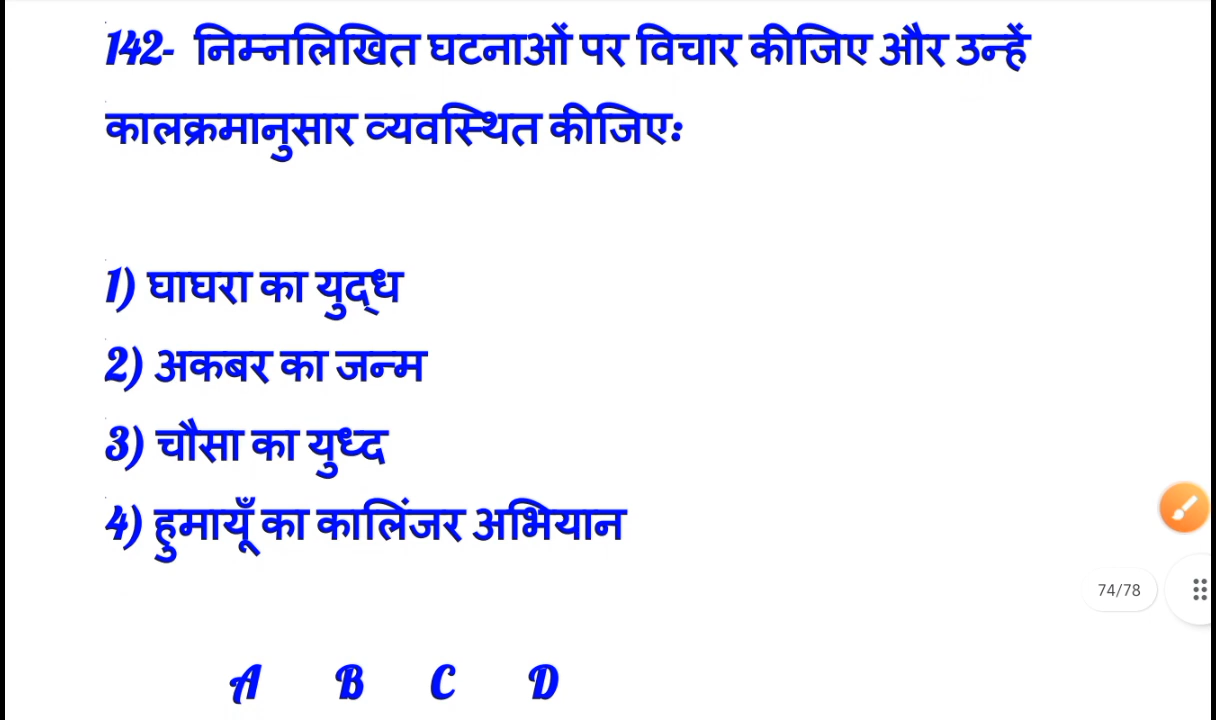 142- निम्नलिखित घटनाओं पर विचार कीजिए और उन्हें
कालक्रमानुसार व्यवस्थित कीजिएः
1) घाघरा का युद्ध
2) अकबर का जन्म
3) चौसा का युध्द
4) हुमायूँ का कालिंजर अभियान
74/78
A B C D